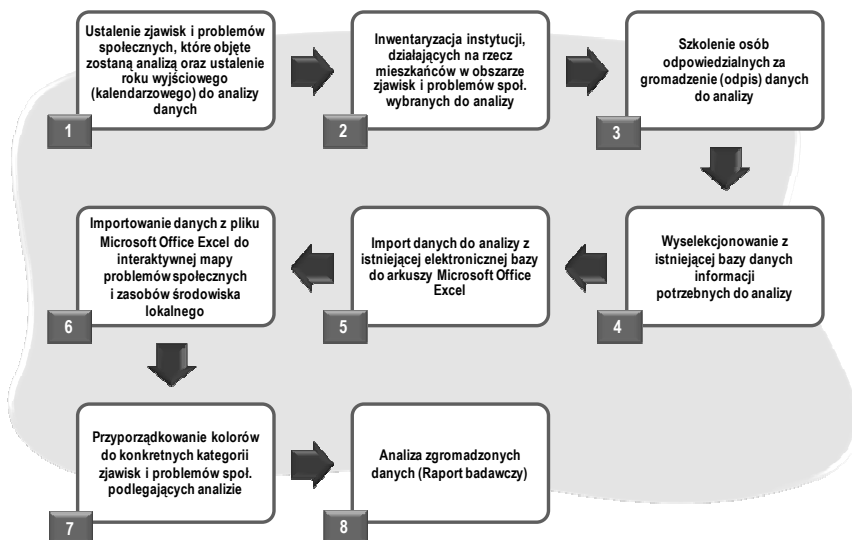 Ustalenie zjawisk i problemów
społecznych, które objęte
zostaną analizą oraz ustalenie
roku wyjściowego
(kalendarzowego) do analizy
danych
1
Inwentaryzacja instytucji,
działających na rzecz
mieszkańców w obszarze
zjawisk i problemów społ.
wybranych do analizy
2
Szkolenie osób
odpowiedzialnych za
gromadzenie (odpis) danych
do analizy
3
Wyselekcjonowanie z
istniejącej bazy danych
informacji
potrzebnych do analizy
4
Import danych do analizy z
istniejącej elektronicznej bazy
do arkuszy Microsoft Office
Excel
5
Importowanie danych z pliku
Microsoft Office Excel do
interaktywnej mapy
problemów społecznych
i zasobów środowiska
lokalnego
6
Przyporządkowanie kolorów
do konkretnych kategorii
zjawisk i problemów społ.
podlegających analizie
7
Analiza zgromadzonych
danych (Raport badawczy)
8